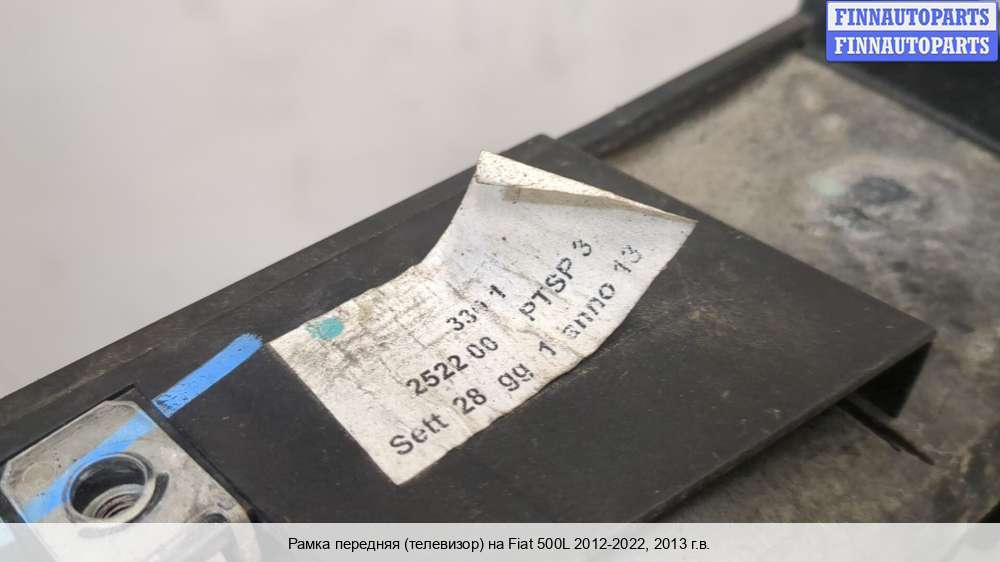 FINNAUTOPARTS
FINNAUTOPARTS
2522 00 PTSP 3
Sett 28 gg 1 anno 13
Рамка передняя (телевизор) на Fiat 500L 2012-2022, 2013 г.в.